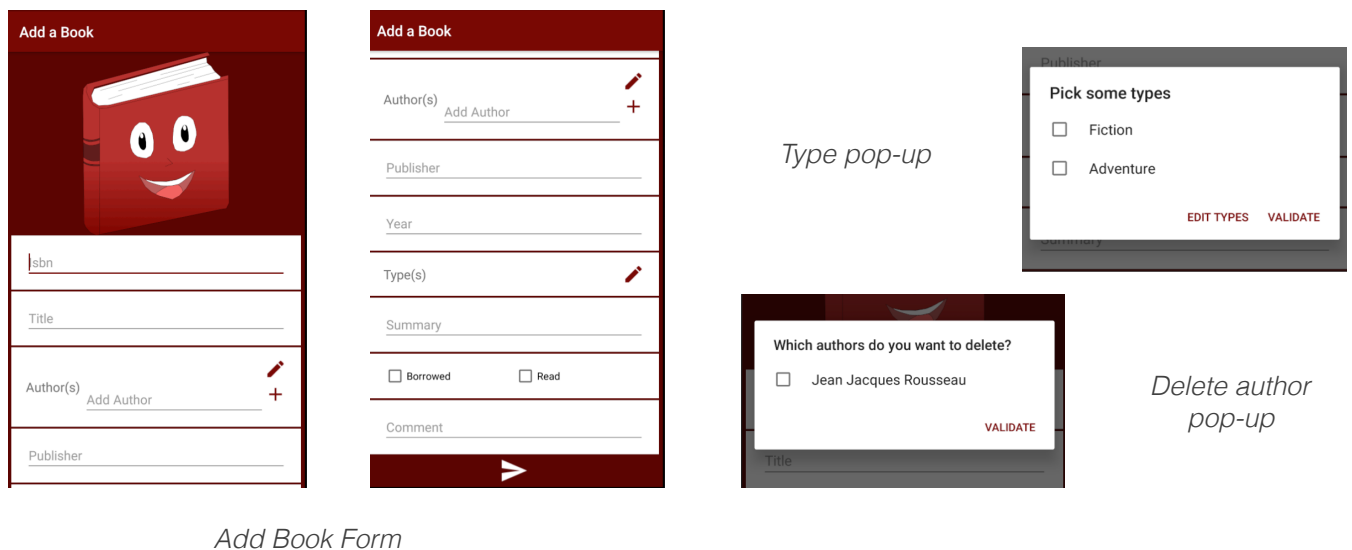 Add a Book
Isbn
Title
Author(s)
Add Author
Publisher
Add a Book
Author(s)
Add Author
Publisher
Year
Type(s)
Summary
Borrowed Read
Comment
Add Book Form
Type pop-up
Publisher
Pick some types
Fiction
Adventure
EDIT TYPES VALIDATE
Summary
Which authors do you want to delete?
Jean Jacques Rousseau
VALIDATE
Title
Delete author
pop-up